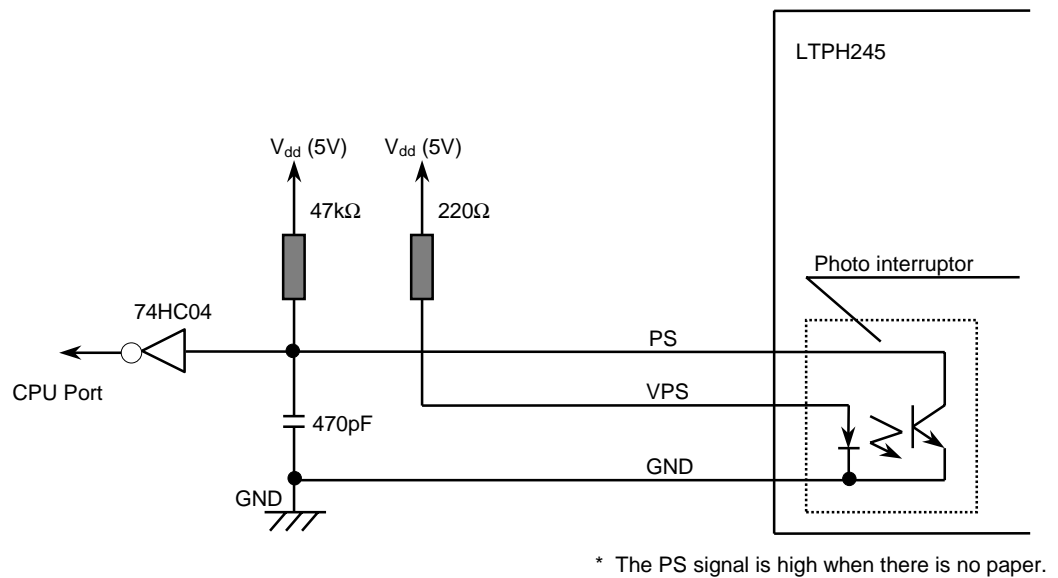 LTPH245
Vdd (5V) Vdd (5V)
47kΩ 220Ω
Photo interruptor
74HC04
PS
CPU Port
VPS
470pF
GND
GND
* The PS signal is high when there is no paper.